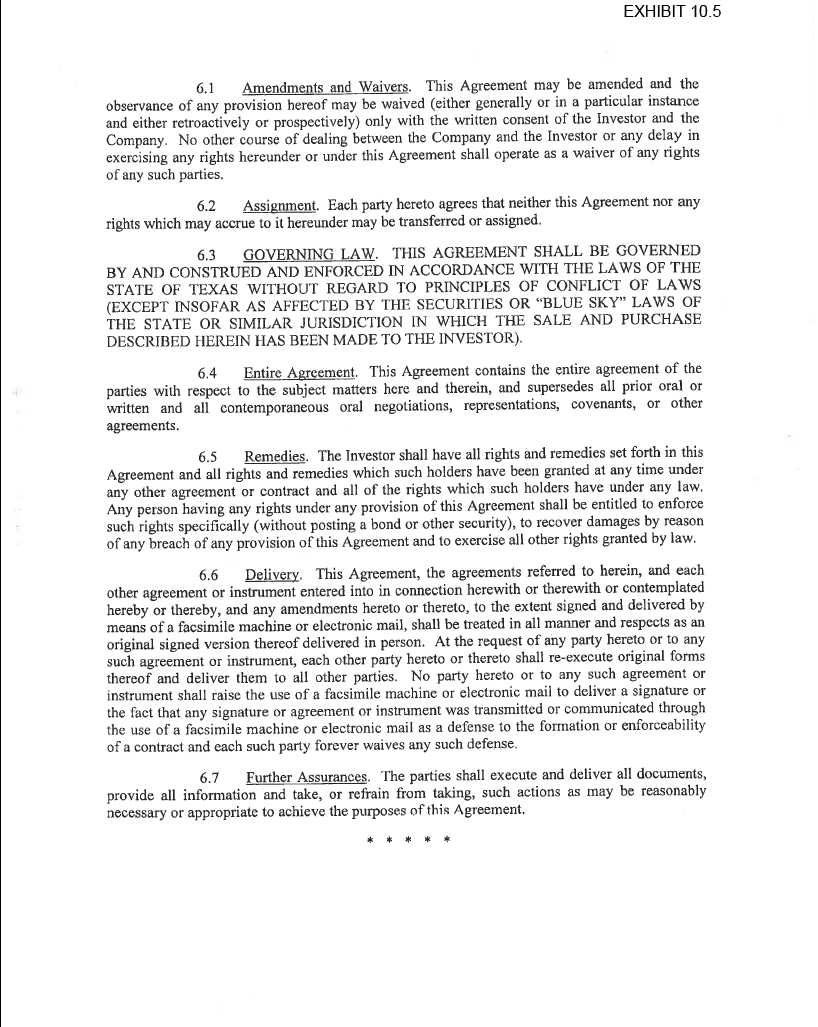 EXHIBIT 10.5
6.1 Amendments and Waivers. This Agreement may be amended and the
observance of any provision hereof may be waived (either generally or in a particular instance
and either retroactively or prospectively) only with the written consent of the Investor and the
Company. No other course of dealing between the Company and the Investor or any delay in
exercising any rights hereunder or under this Agreement shall operate as a waiver of any rights
of any such parties.
6.2 Assignment. Each party hereto agrees that neither this Agreement nor any
rights which may accrue to it hereunder may be transferred or assigned.
6.3 GOVERNING LAW. THIS AGREEMENT SHALL BE GOVERNED
BY AND CONSTRUED AND ENFORCED IN ACCORDANCE WITH THE LAWS OF THE
STATE OF TEXAS WITHOUT REGARD TO PRINCIPLES OF CONFLICT OF LAWS
(EXCEPT INSOFAR AS AFFECTED BY THE SECURITIES OR “BLUE SKY” LAWS OF
THE STATE OR SIMILAR JURISDICTION IN WHICH THE SALE AND PURCHASE
DESCRIBED HEREIN HAS BEEN MADE TO THE INVESTOR).
6.4 Entire Agreement. This Agreement contains the entire agreement of the
parties with respect to the subject matters here and therein, and supersedes all prior oral or
written and all contemporaneous oral negotiations, representations, covenants, or other
agreements.
6.5 Remedies. The Investor shall have all rights and remedies set forth in this
Agreement and all rights and remedies which such holders have been granted at any time under
any other agreement or contract and all of the rights which such holders have under any law.
Any person having any rights under any provision of this Agreement shall be entitled to enforce
such rights specifically (without posting a bond or other security), to recover damages by reason
of any breach of any provision of this Agreement and to exercise all other rights granted by law.
6.6 Delivery. This Agreement, the agreements referred to herein, and each
other agreement or instrument entered into in connection herewith or therewith or contemplated
hereby or thereby, and any amendments hereto or thereto, to the extent signed and delivered by
means of a facsimile machine or electronic mail, shall be treated in all manner and respects as an
original signed version thereof delivered in person. At the request of any party hereto or to any
such agreement or instrument, each other party hereto or thereto shall re-execute original forms
thereof and deliver them to all other parties. No party hereto or to any such agreement or
instrument shall raise the use of a facsimile machine or electronic mail to deliver a signature or
the fact that any signature or agreement or instrument was transmitted or communicated through
the use of a facsimile machine or electronic mail as a defense to the formation or enforceability
of a contract and each such party forever waives any such defense.
6.7 Further Assurances. The parties shall execute and deliver all documents,
provide all information and take, or refrain from taking, such actions as may be reasonably
necessary or appropriate to achieve the purposes of this Agreement.
* * * * *